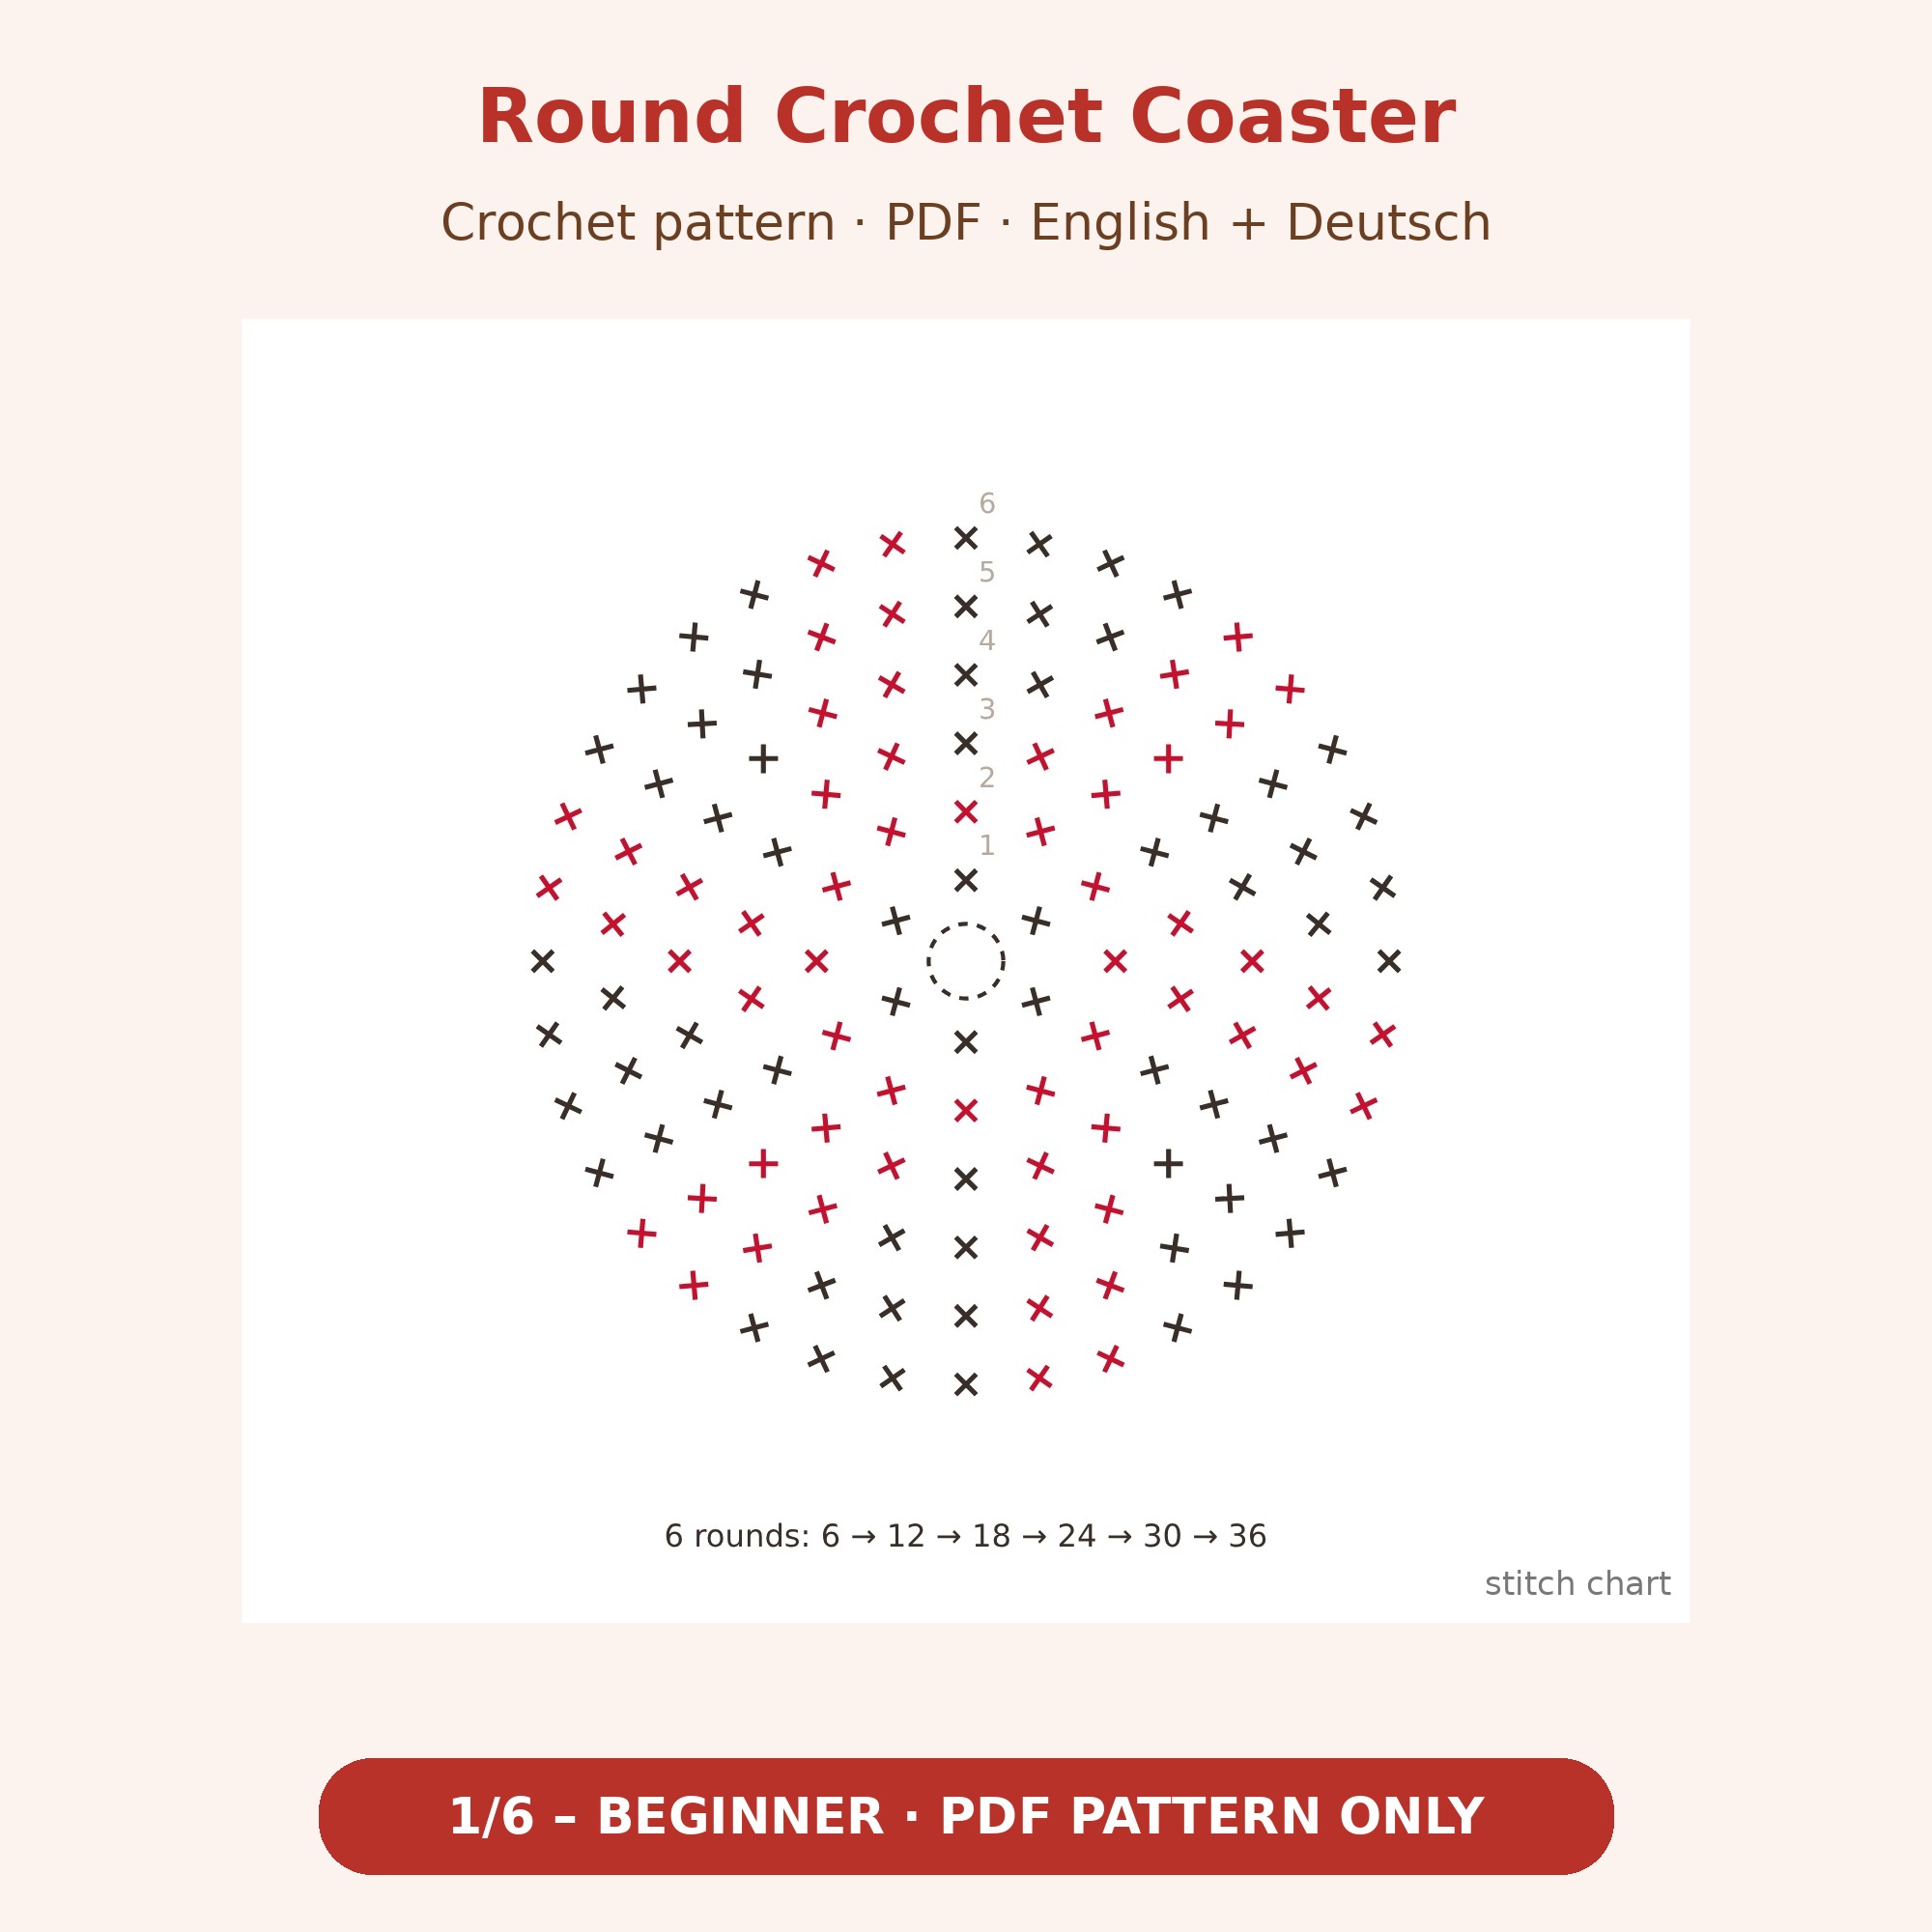 Round Crochet Coaster
Crochet pattern · PDF · English + Deutsch
6
5
4
3
2
1
6 rounds: 6 → 12 → 18 → 24 → 30 → 36
stitch chart
1/6 – BEGINNER · PDF PATTERN ONLY